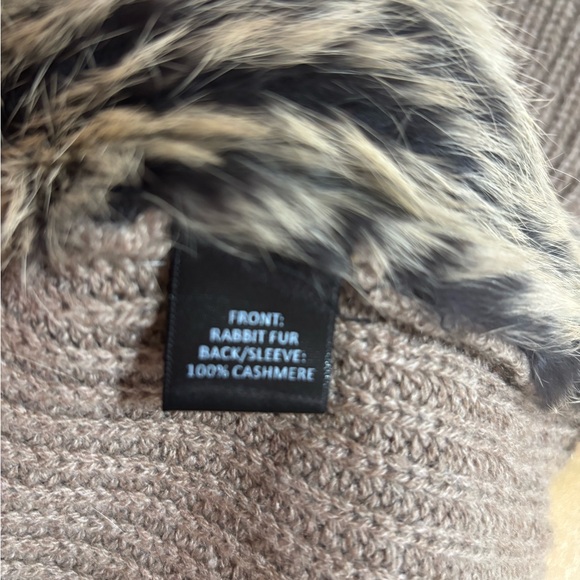 FRONT:
RABBIT FUR
BACK/SLEEVE:
100% CASHMERE